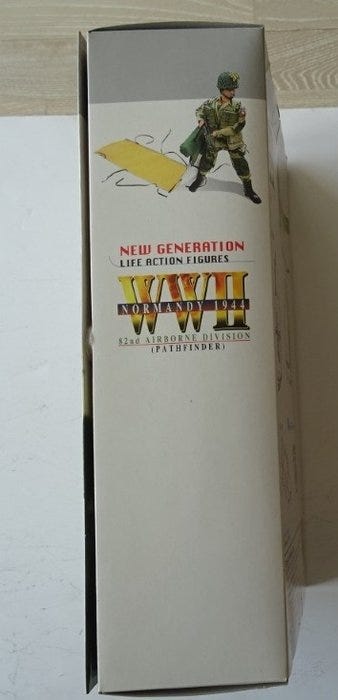 NEW GENERATION
LIFE ACTION FIGURES
WWII
NORMANDY 1944
82nd AIRBORNE DIVISION
(PATHFINDER)